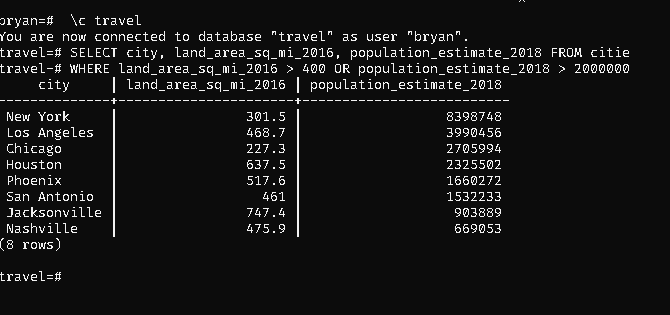 bryan=#  \c travel
You are now connected to database "travel" as user "bryan".
travel=# SELECT city, land_area_sq_mi_2016, population_estimate_2018 FROM citie
travel-# WHERE land_area_sq_mi_2016 > 400 OR population_estimate_2018 > 2000000
city | land_area_sq_mi_2016 | population_estimate_2018
New York | 301.5 | 8398748
Los Angeles | 468.7 | 3990456
Chicago | 227.3 | 2705994
Houston | 637.5 | 2325502
Phoenix | 517.6 | 1660272
San Antonio | 461 | 1532233
Jacksonville | 747.4 | 903889
Nashville | 475.9 | 669053
(8 rows)
travel=#